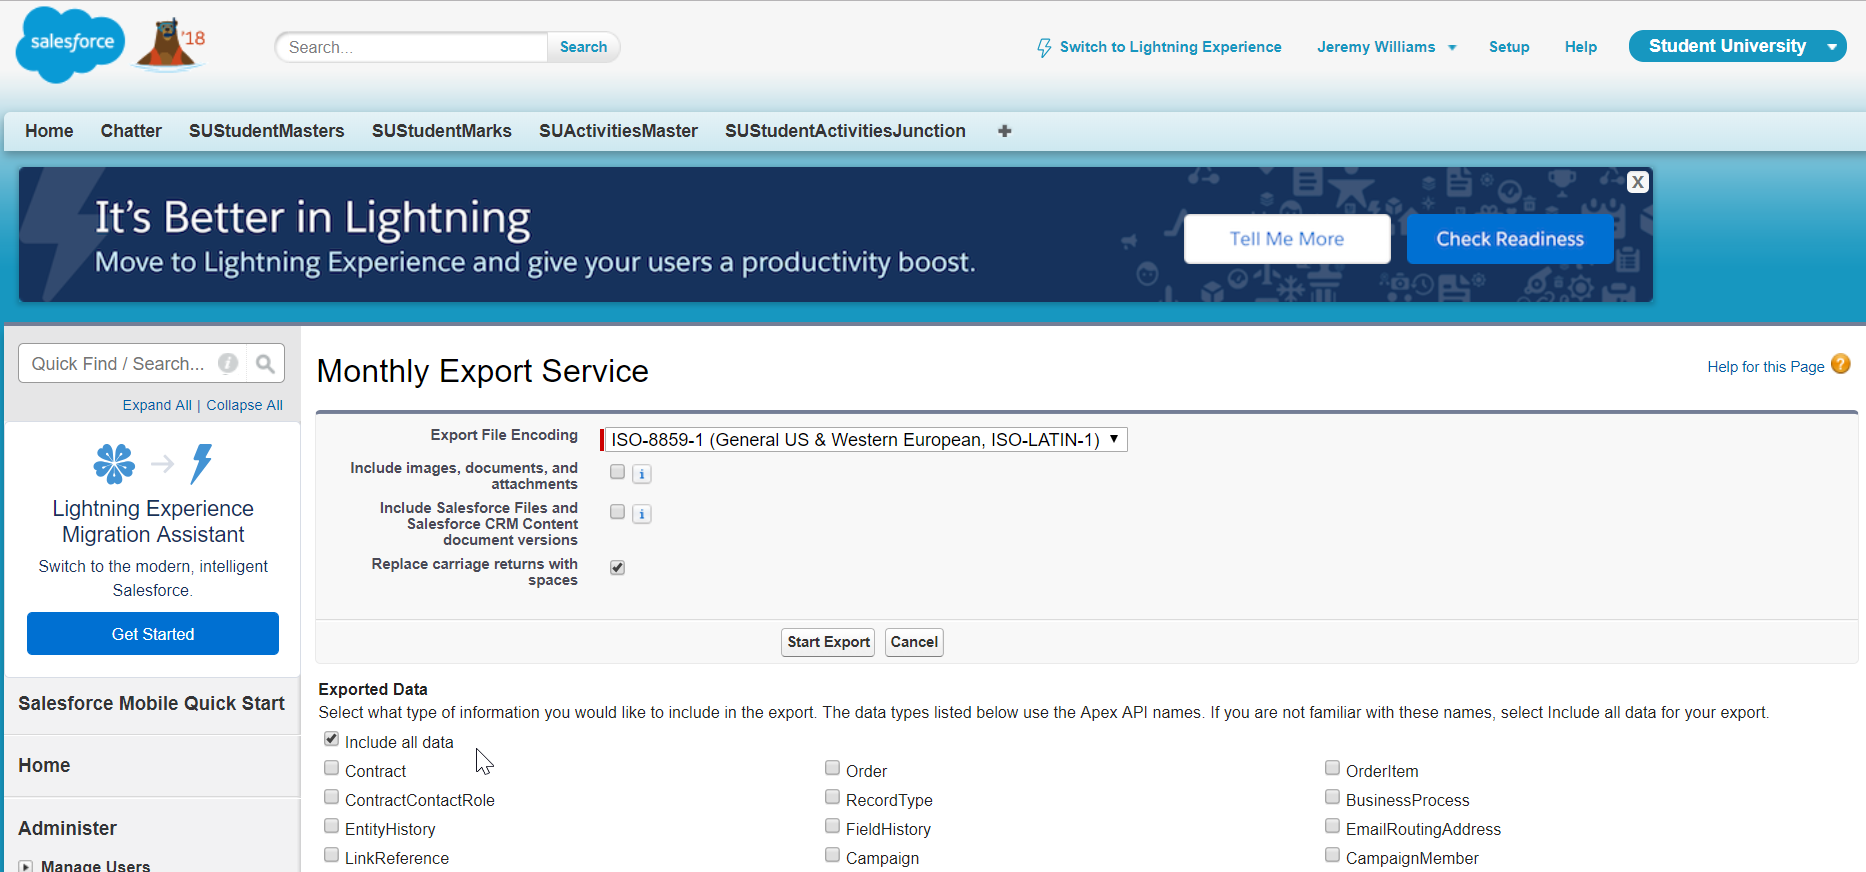 salesforce
'18
Search...
Search
Switch to Lightning Experience
Jeremy Williams
Setup
Help
Student University
Home
Chatter
SUStudentMasters
SUStudentMarks
SUActivitiesMaster
SUStudentActivitiesJunction
+
It's Better in Lightning
Move to Lightning Experience and give your users a productivity boost.
Tell Me More
Check Readiness
X
Quick Find / Search...
Expand All | Collapse All
Lightning Experience
Migration Assistant
Switch to the modern, intelligent
Salesforce.
Get Started
Salesforce Mobile Quick Start
Home
Administer
Manage Users
Monthly Export Service
Help for this Page
Export File Encoding
ISO-8859-1 (General US & Western European, ISO-LATIN-1)
Include images, documents, and
attachments
Include Salesforce Files and
Salesforce CRM Content
document versions
Replace carriage returns with
spaces
Start Export
Cancel
Exported Data
Select what type of information you would like to include in the export. The data types listed below use the Apex API names. If you are not familiar with these names, select Include all data for your export.
Include all data
Contract
Order
OrderItem
ContractContactRole
RecordType
BusinessProcess
EntityHistory
FieldHistory
EmailRoutingAddress
LinkReference
Campaign
CampaignMember